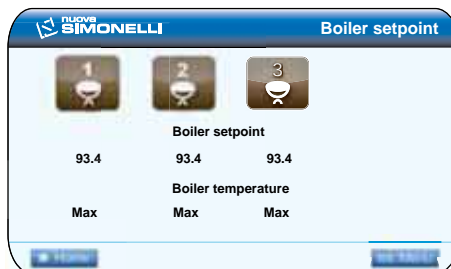 nuova
SIMONELLI
Boiler setpoint
1 2 3
Boiler setpoint
93.4 93.4 93.4
Boiler temperature
Max Max Max
Home